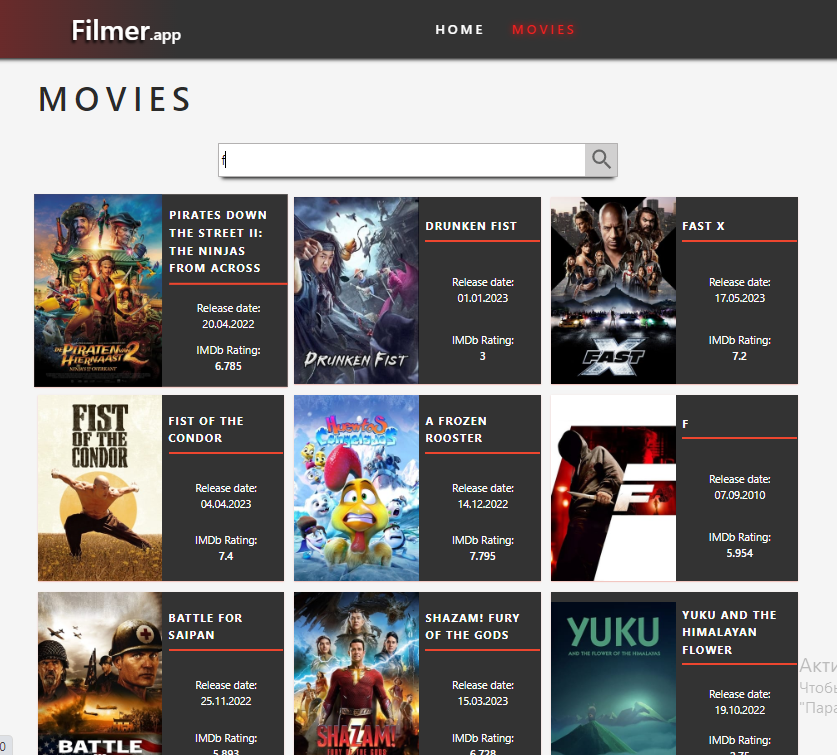 Filmer.app
HOME MOVIES
MOVIES
f
PIRATES DOWN
THE STREET II:
THE NINJAS
FROM ACROSS
Release date:
20.04.2022
IMDb Rating:
6.785
DE PIRATEN VAN
HIERNAAST 2
DRUNKEN FIST
Release date:
01.01.2023
IMDb Rating:
3
DRUNKEN FIST
FAST X
Release date:
17.05.2023
IMDb Rating:
7.2
FAST
X
FIST
OF THE
CONDOR
FIST OF THE
CONDOR
Release date:
04.04.2023
IMDb Rating:
7.4
Huevitos
Congelados
A FROZEN
ROOSTER
Release date:
14.12.2022
IMDb Rating:
7.795
F
F
Release date:
07.09.2010
IMDb Rating:
5.954
BATTLE FOR
SAIPAN
Release date:
25.11.2022
IMDb Rating:
5.893
BATTLE
SHAZAM! FURY
OF THE GODS
Release date:
15.03.2023
IMDb Rating:
6.728
SHAZAM!
FURY OF THE GODS
YUKU
AND THE FLOWER OF THE HIMALAYAS
YUKU AND THE
HIMALAYAN
FLOWER
Release date:
19.10.2022
IMDb Rating:
Акти
Чтобы
"Пара
0